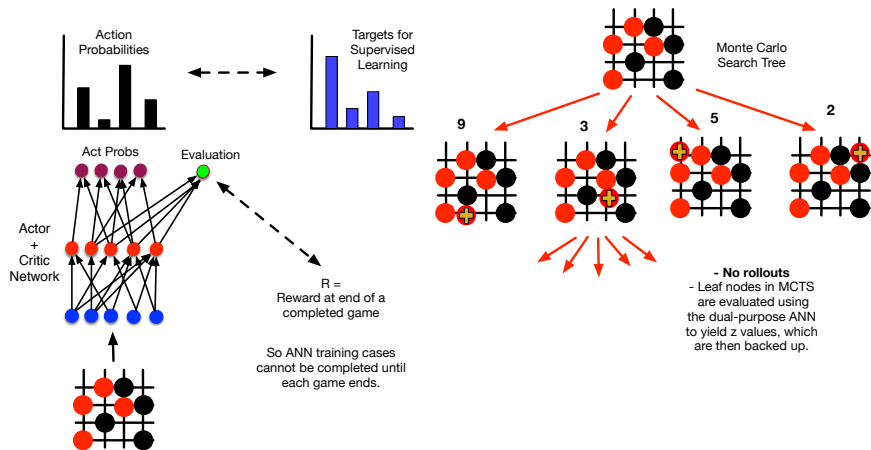 Action
Probabilities
Targets for
Supervised
Learning
Monte Carlo
Search Tree
9
3
5
2
Act Probs
Evaluation
Actor
+
Critic
Network
R =
Reward at end of a
completed game
So ANN training cases
cannot be completed until
each game ends.
- No rollouts
- Leaf nodes in MCTS
are evaluated using
the dual-purpose ANN
to yield z values, which
are then backed up.